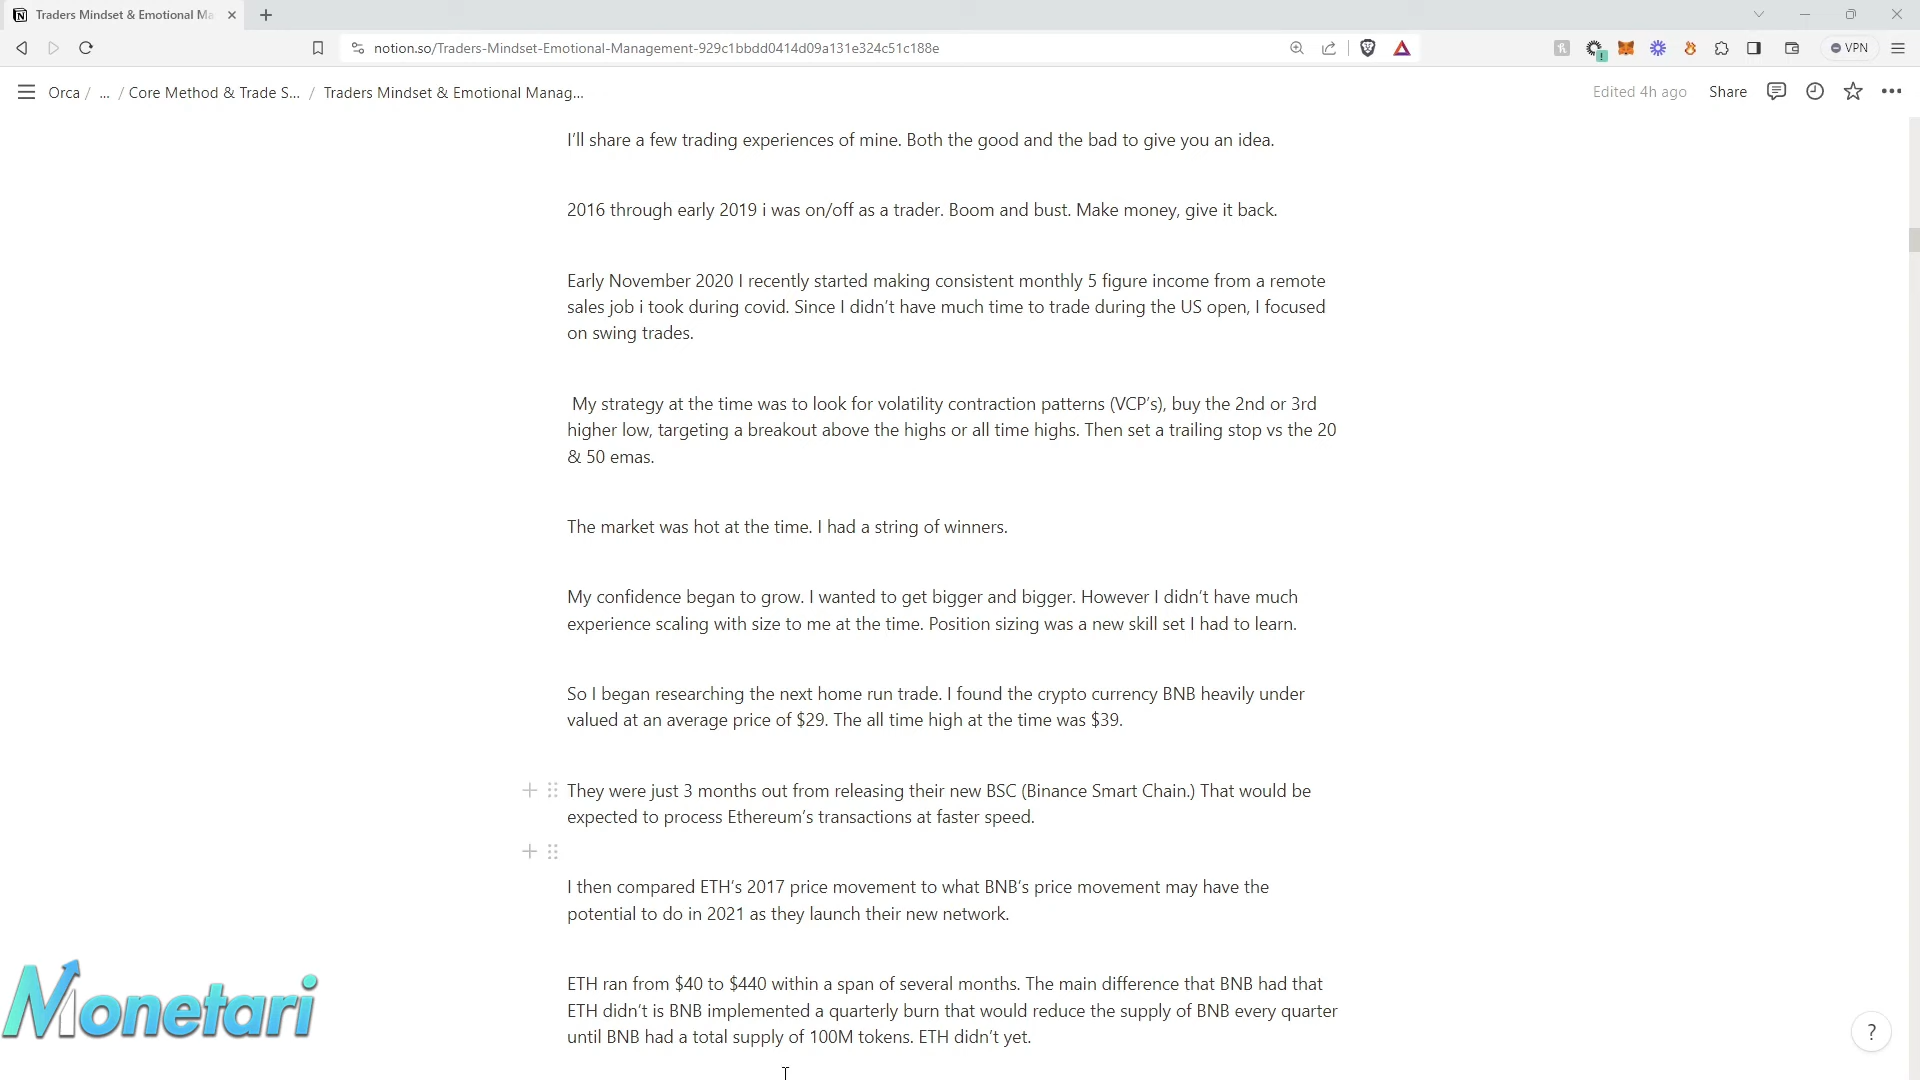 Traders Mindset & Emotional Ma
notion.so/Traders-Mindset-Emotional-Management-929c1bbdd0414d09a131e324c51c188e
VPN
Orca / ... / Core Method & Trade S... / Traders Mindset & Emotional Manag...
Edited 4h ago Share
I'll share a few trading experiences of mine. Both the good and the bad to give you an idea.
2016 through early 2019 i was on/off as a trader. Boom and bust. Make money, give it back.
Early November 2020 I recently started making consistent monthly 5 figure income from a remote
sales job i took during covid. Since I didn't have much time to trade during the US open, I focused
on swing trades.
My strategy at the time was to look for volatility contraction patterns (VCP's), buy the 2nd or 3rd
higher low, targeting a breakout above the highs or all time highs. Then set a trailing stop vs the 20
& 50 emas.
The market was hot at the time. I had a string of winners.
My confidence began to grow. I wanted to get bigger and bigger. However I didn't have much
experience scaling with size to me at the time. Position sizing was a new skill set I had to learn.
So I began researching the next home run trade. I found the crypto currency BNB heavily under
valued at an average price of $29. The all time high at the time was $39.
They were just 3 months out from releasing their new BSC (Binance Smart Chain.) That would be
expected to process Ethereum's transactions at faster speed.
I then compared ETH's 2017 price movement to what BNB's price movement may have the
potential to do in 2021 as they launch their new network.
ETH ran from $40 to $440 within a span of several months. The main difference that BNB had that
ETH didn't is BNB implemented a quarterly burn that would reduce the supply of BNB every quarter
until BNB had a total supply of 100M tokens. ETH didn't yet.
Monetari
?